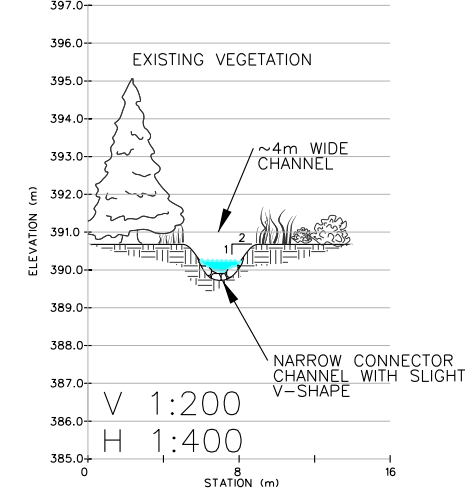 397.0
396.0
EXISTING VEGETATION
395.0
394.0
~4m WIDE
CHANNEL
393.0
392.0
391.0
2
1
390.0
389.0
388.0
NARROW CONNECTOR
CHANNEL WITH SLIGHT
V-SHAPE
387.0
V 1:200
386.0
H 1:400
385.0
0
8
16
STATION (m)
ELEVATION (m)